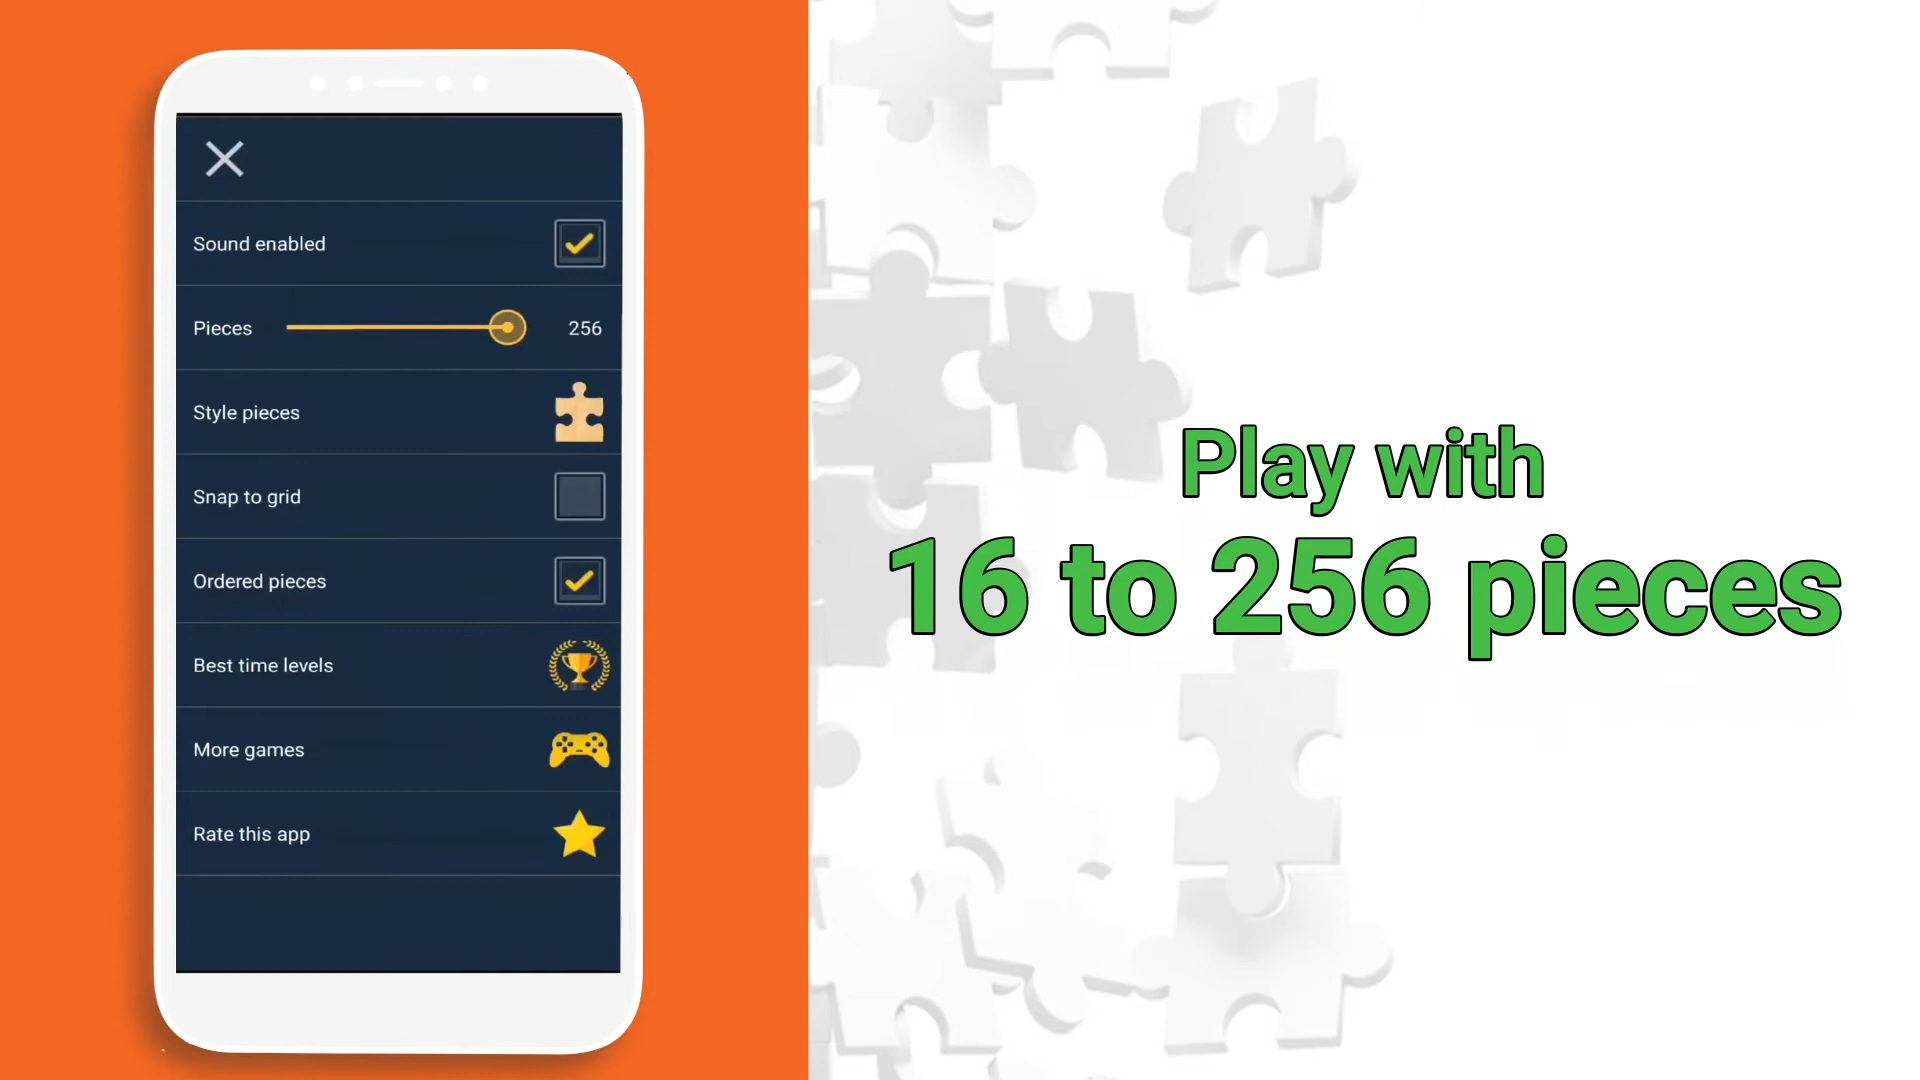 Sound enabled
Pieces 256
Style pieces
Snap to grid
Ordered pieces
Best time levels
More games
Rate this app
Play with
16 to 256 pieces